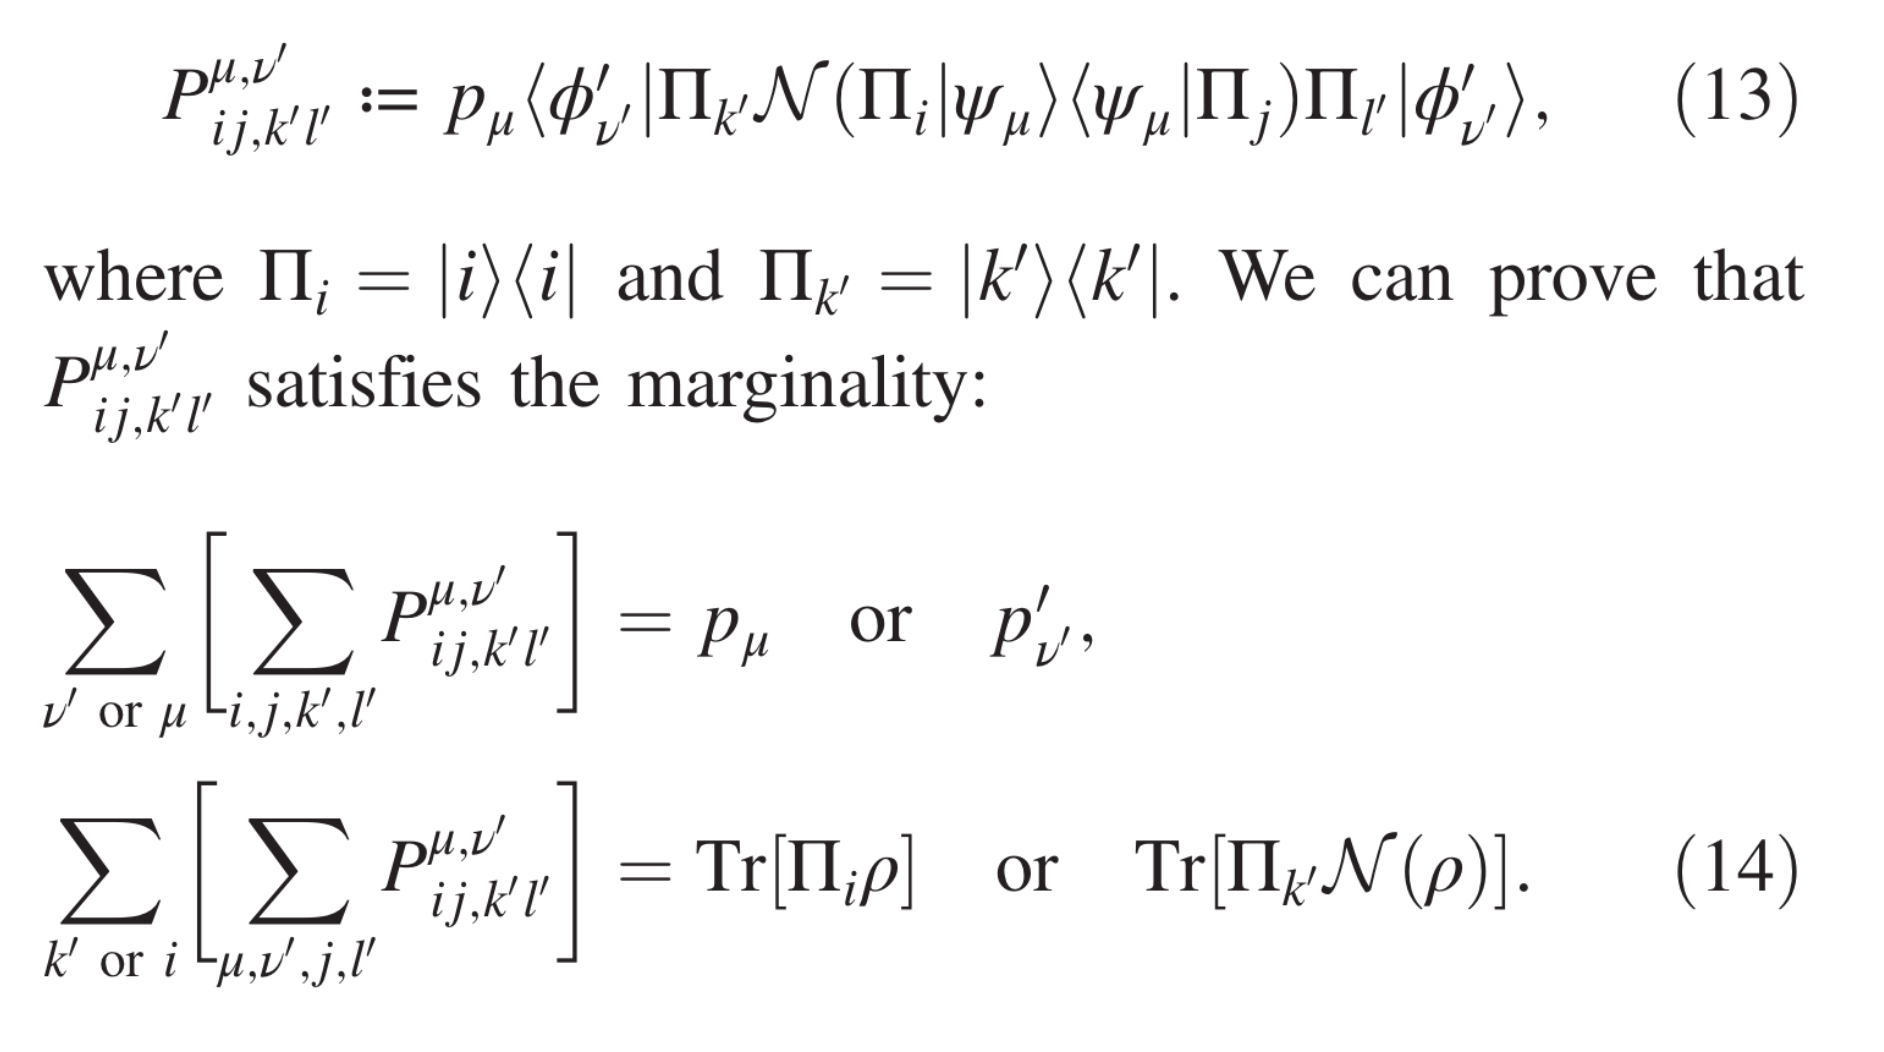 P^{μ,ν′}_{ij,k′l′} ≔ p_μ⟨ϕ′_{ν′}|Π_{k′}𝒩(Π_i|ψ_μ⟩⟨ψ_μ|Π_j)Π_{l′}|ϕ′_{ν′}⟩, (13)
where Π_i = |i⟩⟨i| and Π_{k′} = |k′⟩⟨k′|. We can prove that
P^{μ,ν′}_{ij,k′l′} satisfies the marginality:
∑_{ν′ or μ} [∑_{i,j,k′,l′} P^{μ,ν′}_{ij,k′l′}] = p_μ or p′_{ν′},
∑_{k′ or i} [∑_{μ,ν′,j,l′} P^{μ,ν′}_{ij,k′l′}] = Tr[Π_iρ] or Tr[Π_{k′}𝒩(ρ)]. (14)